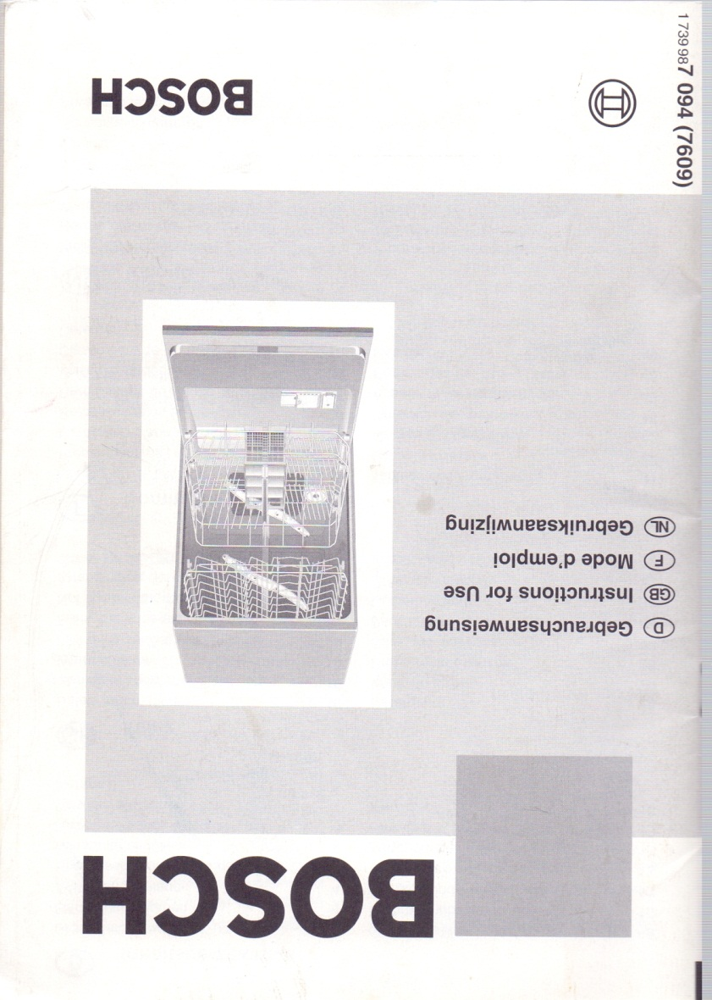 BOSCH
D Gebrauchsanweisung
GB Instructions for Use
F Mode d'emploi
NL Gebruiksaanwijzing
1 739 987 094 (7609)
BOSCH